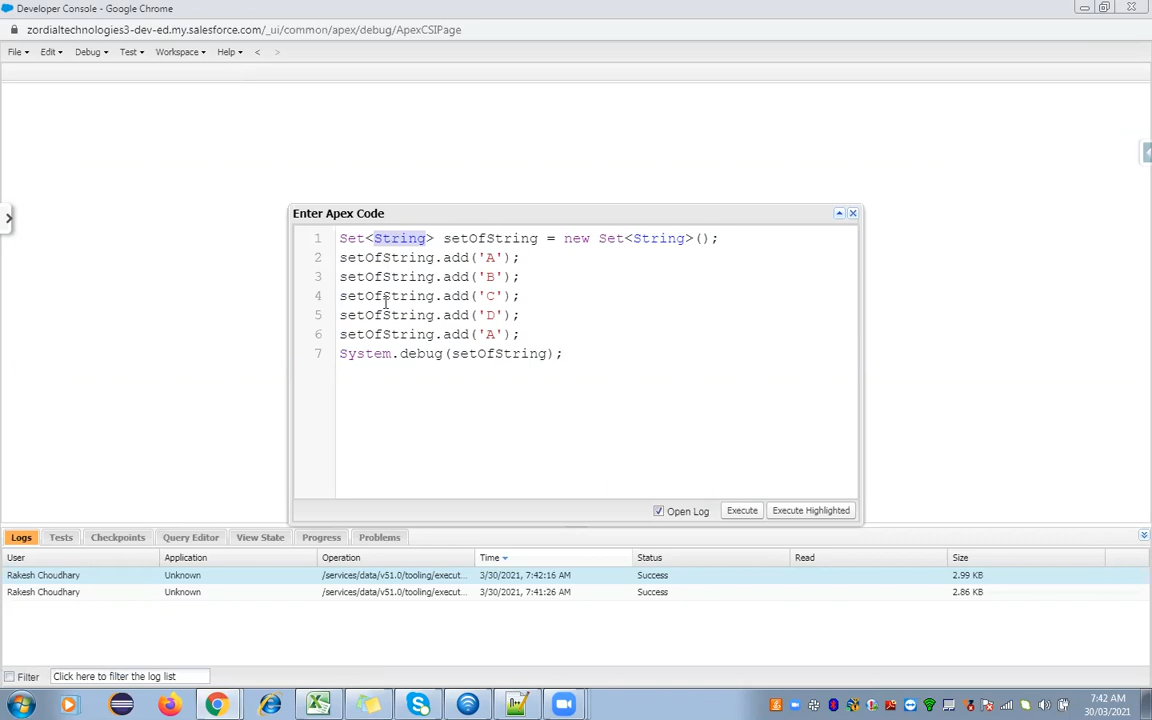 Developer Console - Google Chrome
zordialtechnologies3-dev-ed.my.salesforce.com/_ui/common/apex/debug/ApexCSIPage
File Edit Debug Test Workspace Help < >
Enter Apex Code
1 Set<String> setOfString = new Set<String>();
2 setOfString.add('A');
3 setOfString.add('B');
4 setOfString.add('C');
5 setOfString.add('D');
6 setOfString.add('A');
7 System.debug(setOfString);
Open Log Execute Execute Highlighted
Logs Tests Checkpoints Query Editor View State Progress Problems
User Application Operation Time Status Read Size
Rakesh Choudhary Unknown /services/data/v51.0/tooling/execut... 3/30/2021, 7:42:16 AM Success 2.99 KB
Rakesh Choudhary Unknown /services/data/v51.0/tooling/execut... 3/30/2021, 7:41:26 AM Success 2.86 KB
Filter Click here to filter the log list
7:42 AM
30/03/2021